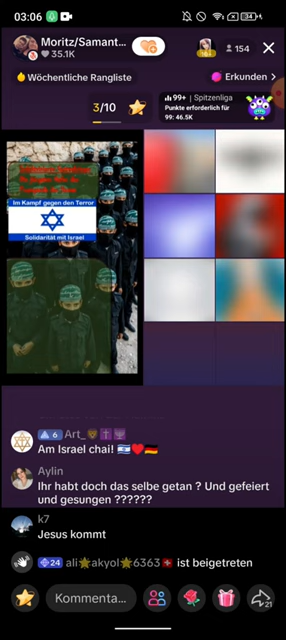 03:06
Moritz/Samant...
35.1K
154
Wöchentliche Rangliste
Erkunden >
3/10
99+ | Spitzenliga
Punkte erforderlich für
99: 46.5K
Im Kampf gegen den Terror
Solidarität mit Israel
6 Art_
Am Israel chai! 🇮🇱❤️🇩🇪
Aylin
Ihr habt doch das selbe getan ? Und gefeiert
und gesungen ??????
k7
Jesus kommt
24 ali⭐akyol⭐6363🇨🇭 ist beigetreten
Kommenta...
21